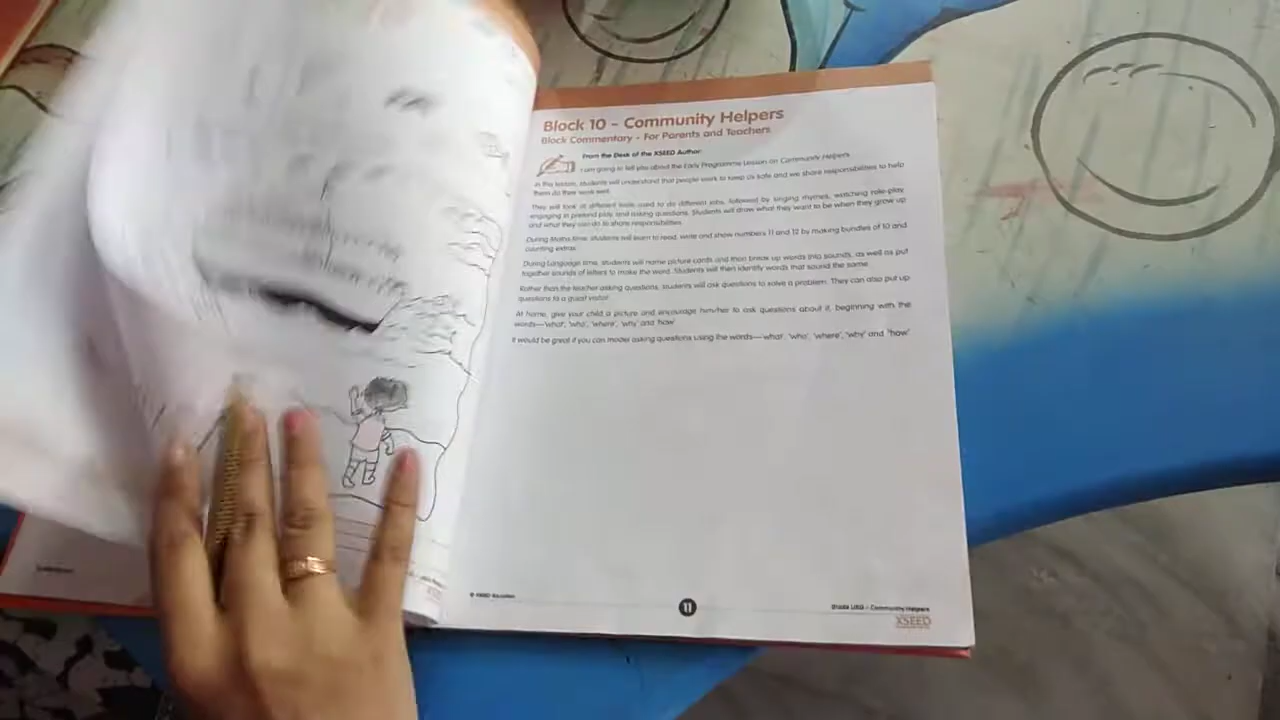 Block 10 - Community Helpers
Block Commentary - For Parents and Teachers
From the Desk of the XSEED Author:
I am going to tell you about the Early Programme Lesson on Community Helpers.
In this lesson, students will understand that people work to keep us safe and we share responsibilities to help
them do their work well.
They will look at different tools used to do different jobs, followed by singing rhymes, watching role-play,
engaging in pretend play, and asking questions. Students will draw what they want to be when they grow up
and what they can do to share responsibilities.
During Maths time, students will learn to read, write and show numbers 11 and 12 by making bundles of 10 and
counting extras.
During Language time, students will name picture cards and then break up words into sounds, as well as put
together sounds of letters to make the word. Students will then identify words that sound the same.
Rather than the teacher asking questions, students will ask questions to solve a problem. They can also put up
questions to a guest visitor.
At home, give your child a picture and encourage him/her to ask questions about it, beginning with the
words—'what', 'who', 'where', 'why' and 'how'.
It would be great if you can model asking questions using the words—'what', 'who', 'where', 'why' and 'how'.
© XSEED Education
11
Grade UKG - Community Helpers
XSEED